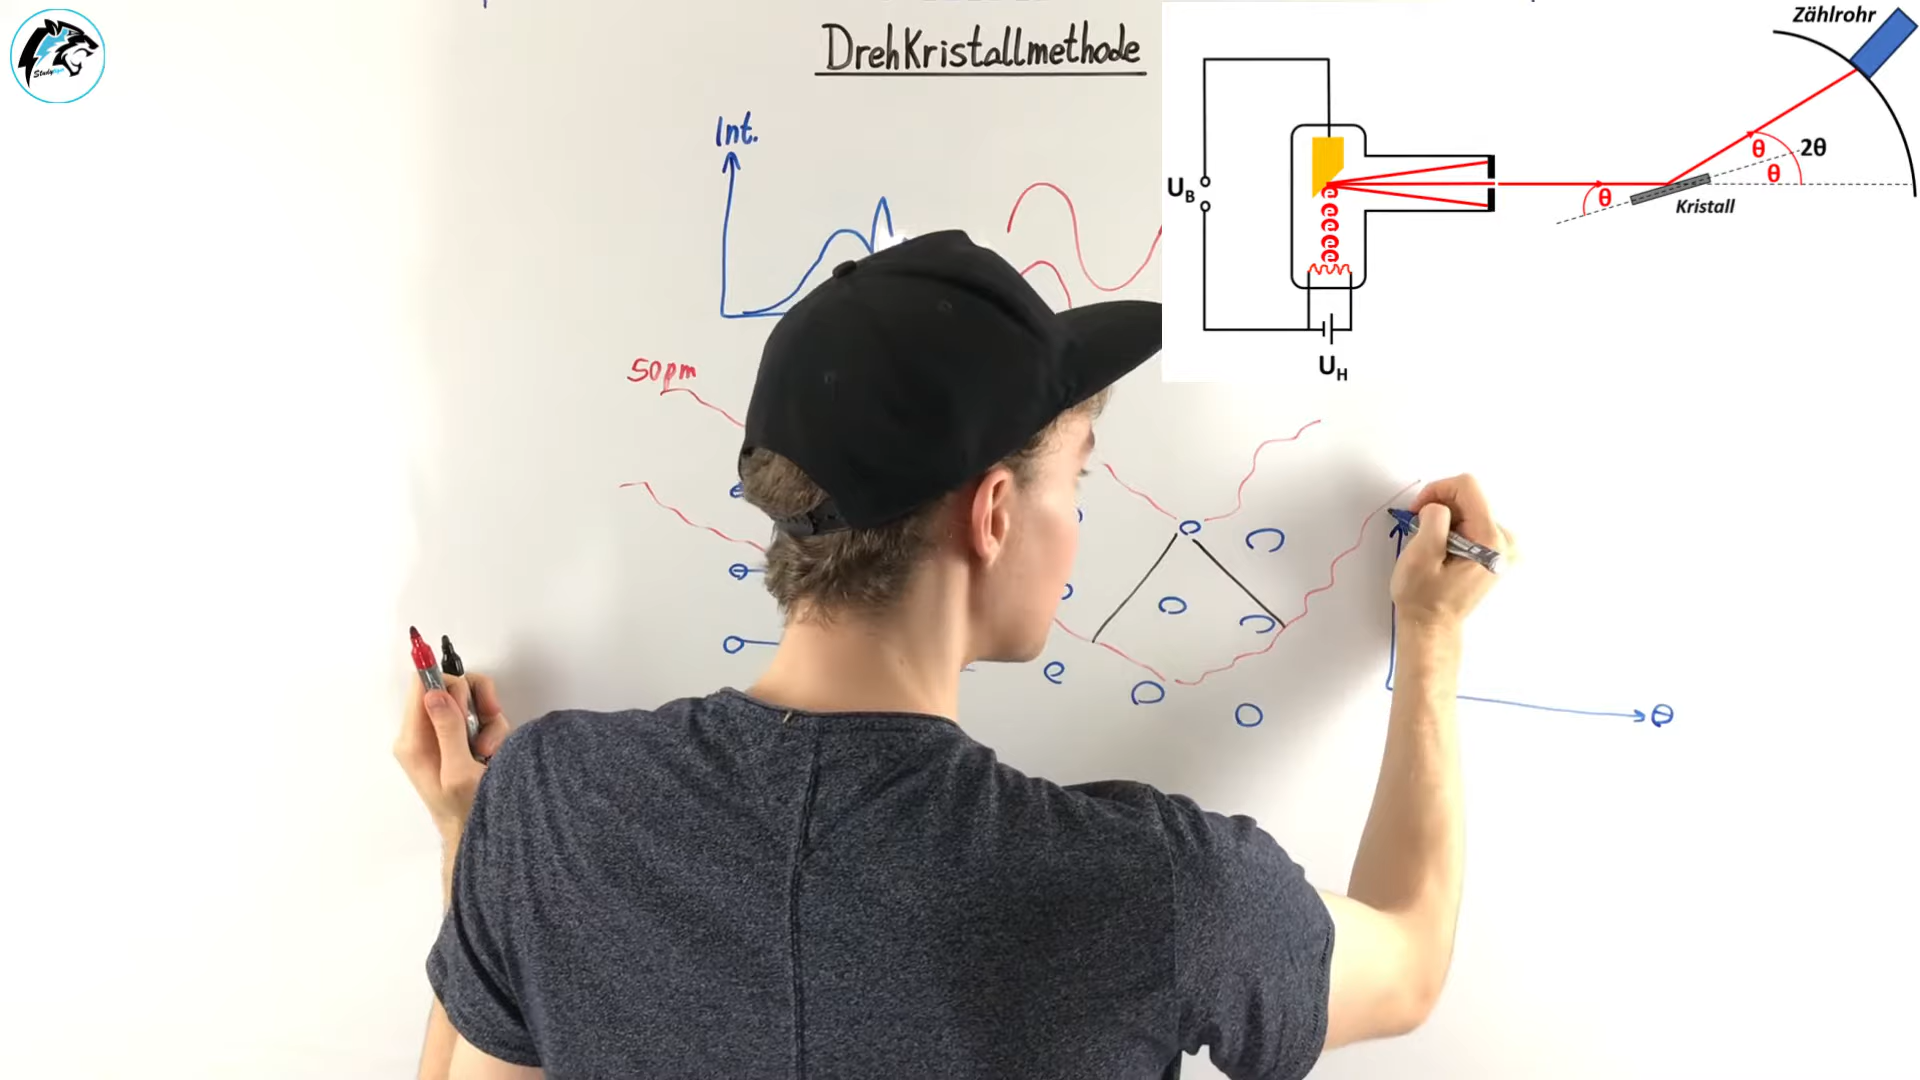 DrehKristallmethode
Int.
50pm
Θ
Zählrohr
U_B
θ
2θ
θ
θ
Kristall
e
e
e
e
e
U_H